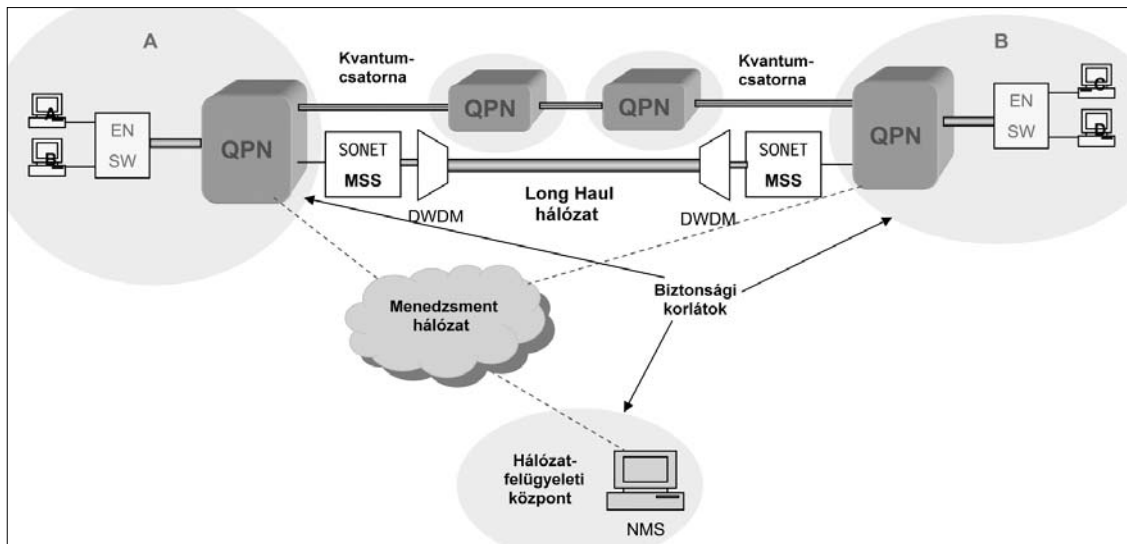 A
B
Kvantum-
csatorna
Kvantum-
csatorna
QPN
QPN
A
B
EN
SW
QPN
SONET
MSS
DWDM
Long Haul
hálózat
SONET
MSS
DWDM
QPN
EN
SW
C
D
Menedzsment
hálózat
Biztonsági
korlátok
Hálózat-
felügyeleti
központ
NMS